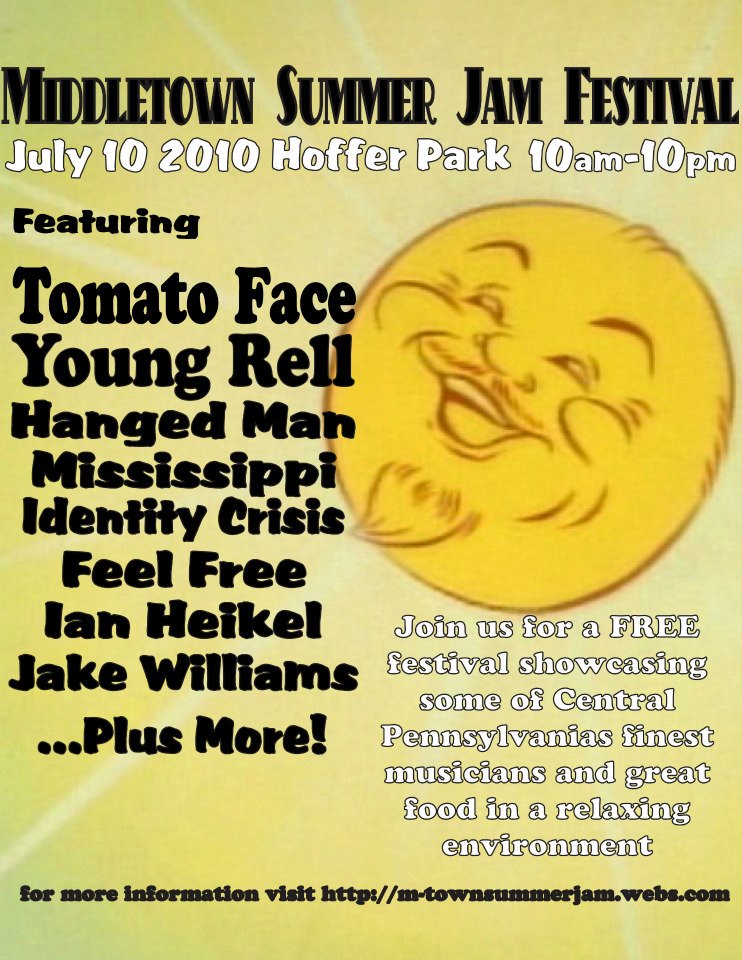 Middletown Summer Jam Festival
July 10 2010 Hoffer Park 10am-10pm
Featuring
Tomato Face
Young Rell
Hanged Man
Mississippi
Identity Crisis
Feel Free
Ian Heikel
Jake Williams
...Plus More!
Join us for a FREE
festival showcasing
some of Central
Pennsylvanias finest
musicians and great
food in a relaxing
environment
for more information visit http://m-townsummerjam.webs.com